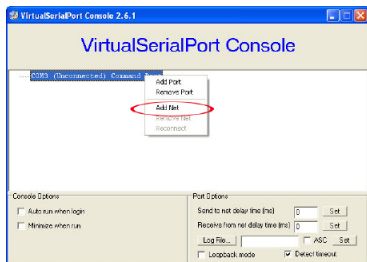 VirtualSerialPort Console 2.6.1
VirtualSerialPort Console
COM3 (Unconnected) Command
Add Port
Remove Port
Add Net
Remove Net
Reconnect
Console Options
Auto run when login
Minimize when run
Port Options
Send to net delay time (ms) 0 Set
Receive from net delay time (ms) 0 Set
Log File... ASC Set
Loopback mode Detect timeout